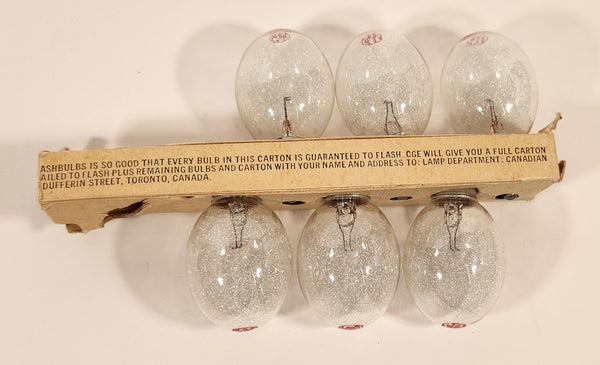 ASHBULBS IS SO GOOD THAT EVERY BULB IN THIS CARTON IS GUARANTEED TO FLASH. CGE WILL GIVE YOU A FULL CARTON
AILED TO FLASH PLUS REMAINING BULBS AND CARTON WITH YOUR NAME AND ADDRESS TO: LAMP DEPARTMENT: CANADIAN
DUFFERIN STREET, TORONTO, CANADA.